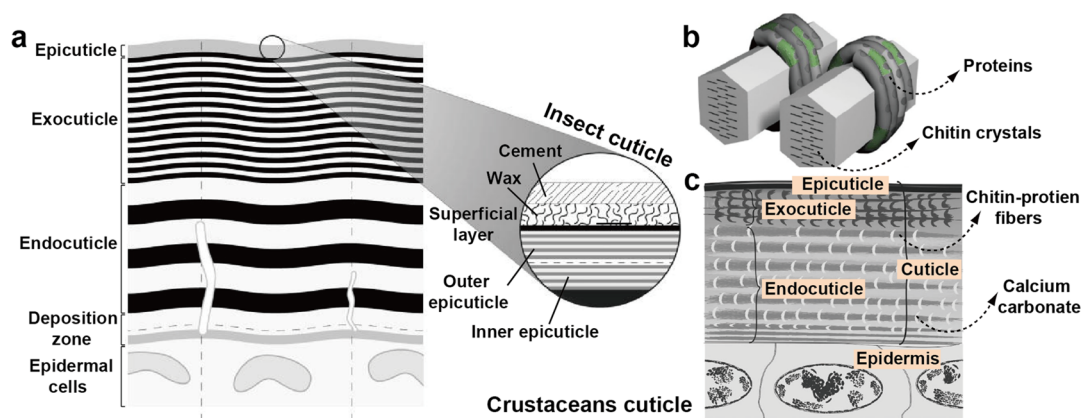 a
Epicuticle
Exocuticle
Endocuticle
Deposition
zone
Epidermal
cells
Insect cuticle
Cement
Wax
Superficial
layer
Outer
epicuticle
Inner epicuticle
b
Proteins
Chitin crystals
c
Epicuticle
Exocuticle
Chitin-protien
fibers
Cuticle
Endocuticle
Calcium
carbonate
Epidermis
Crustaceans cuticle